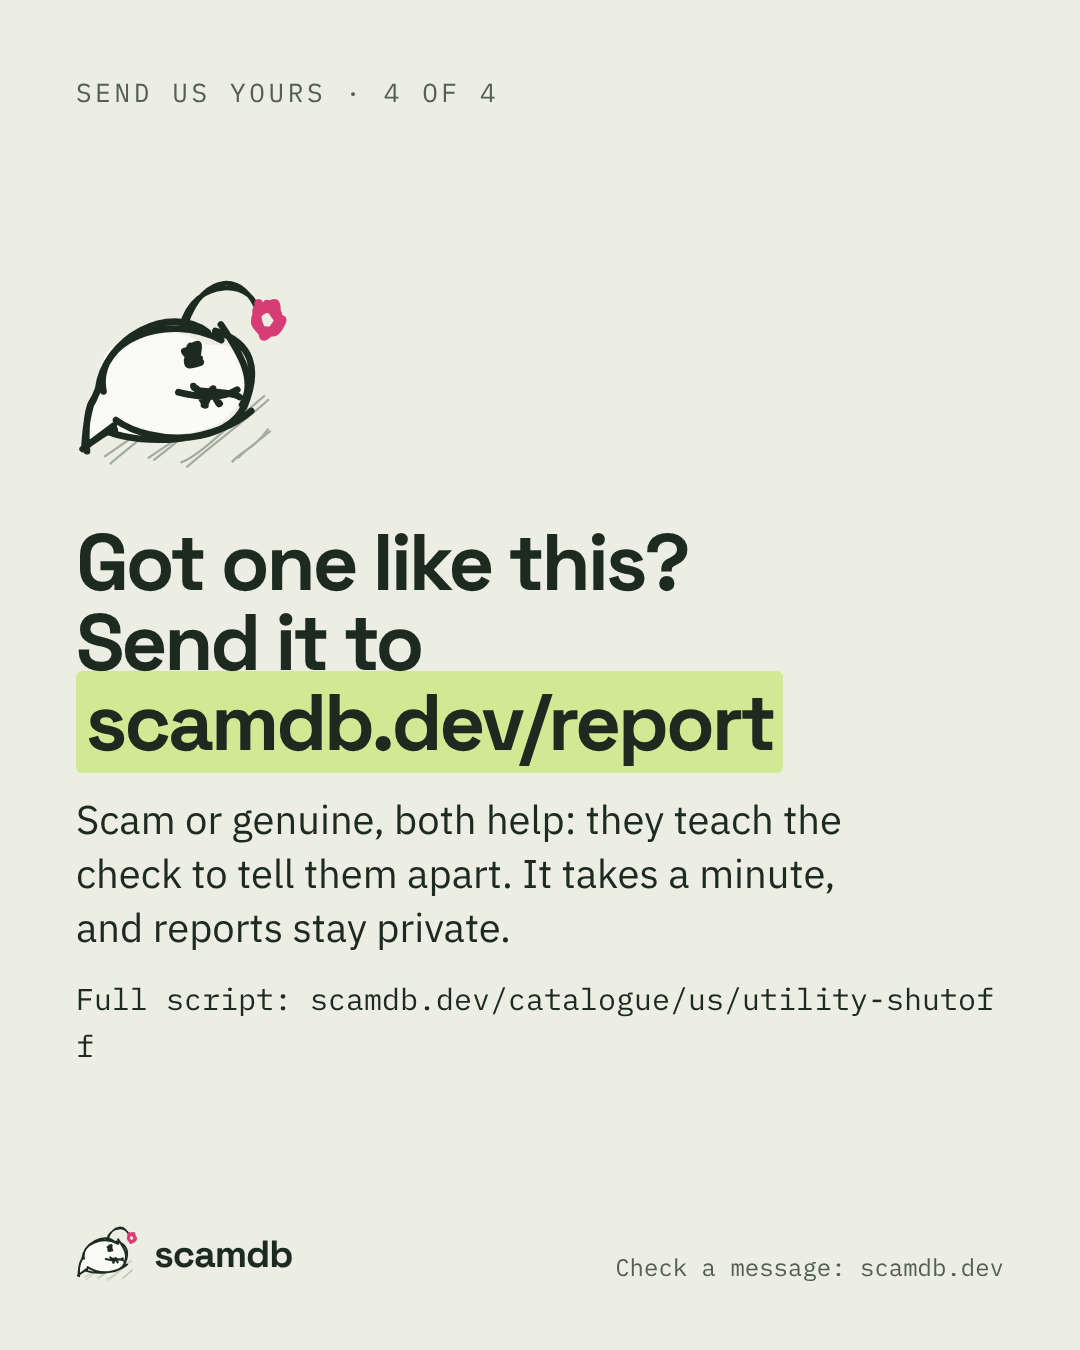 SEND US YOURS · 4 OF 4
Got one like this?
Send it to
scamdb.dev/report
Scam or genuine, both help: they teach the
check to tell them apart. It takes a minute,
and reports stay private.
Full script: scamdb.dev/catalogue/us/utility-shutof
f
scamdb
Check a message: scamdb.dev